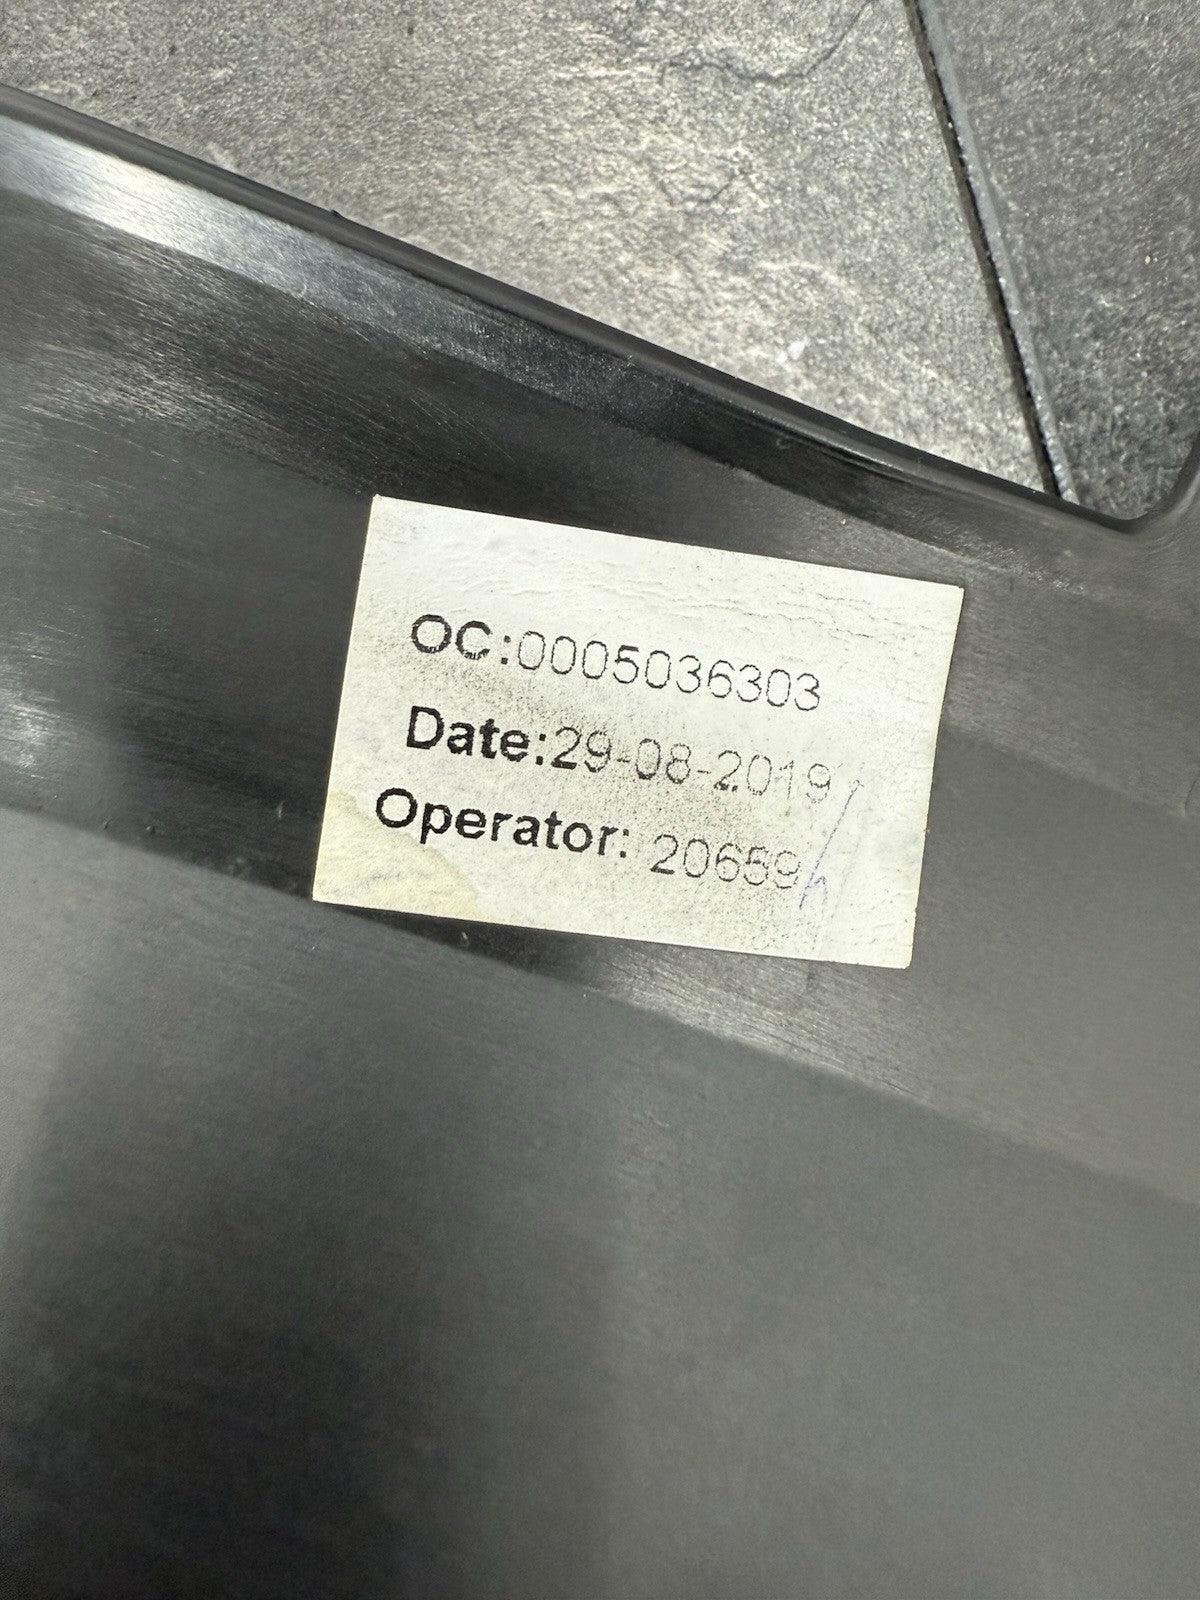 OC:0005036303
Date:29-08-2019
Operator: 20659